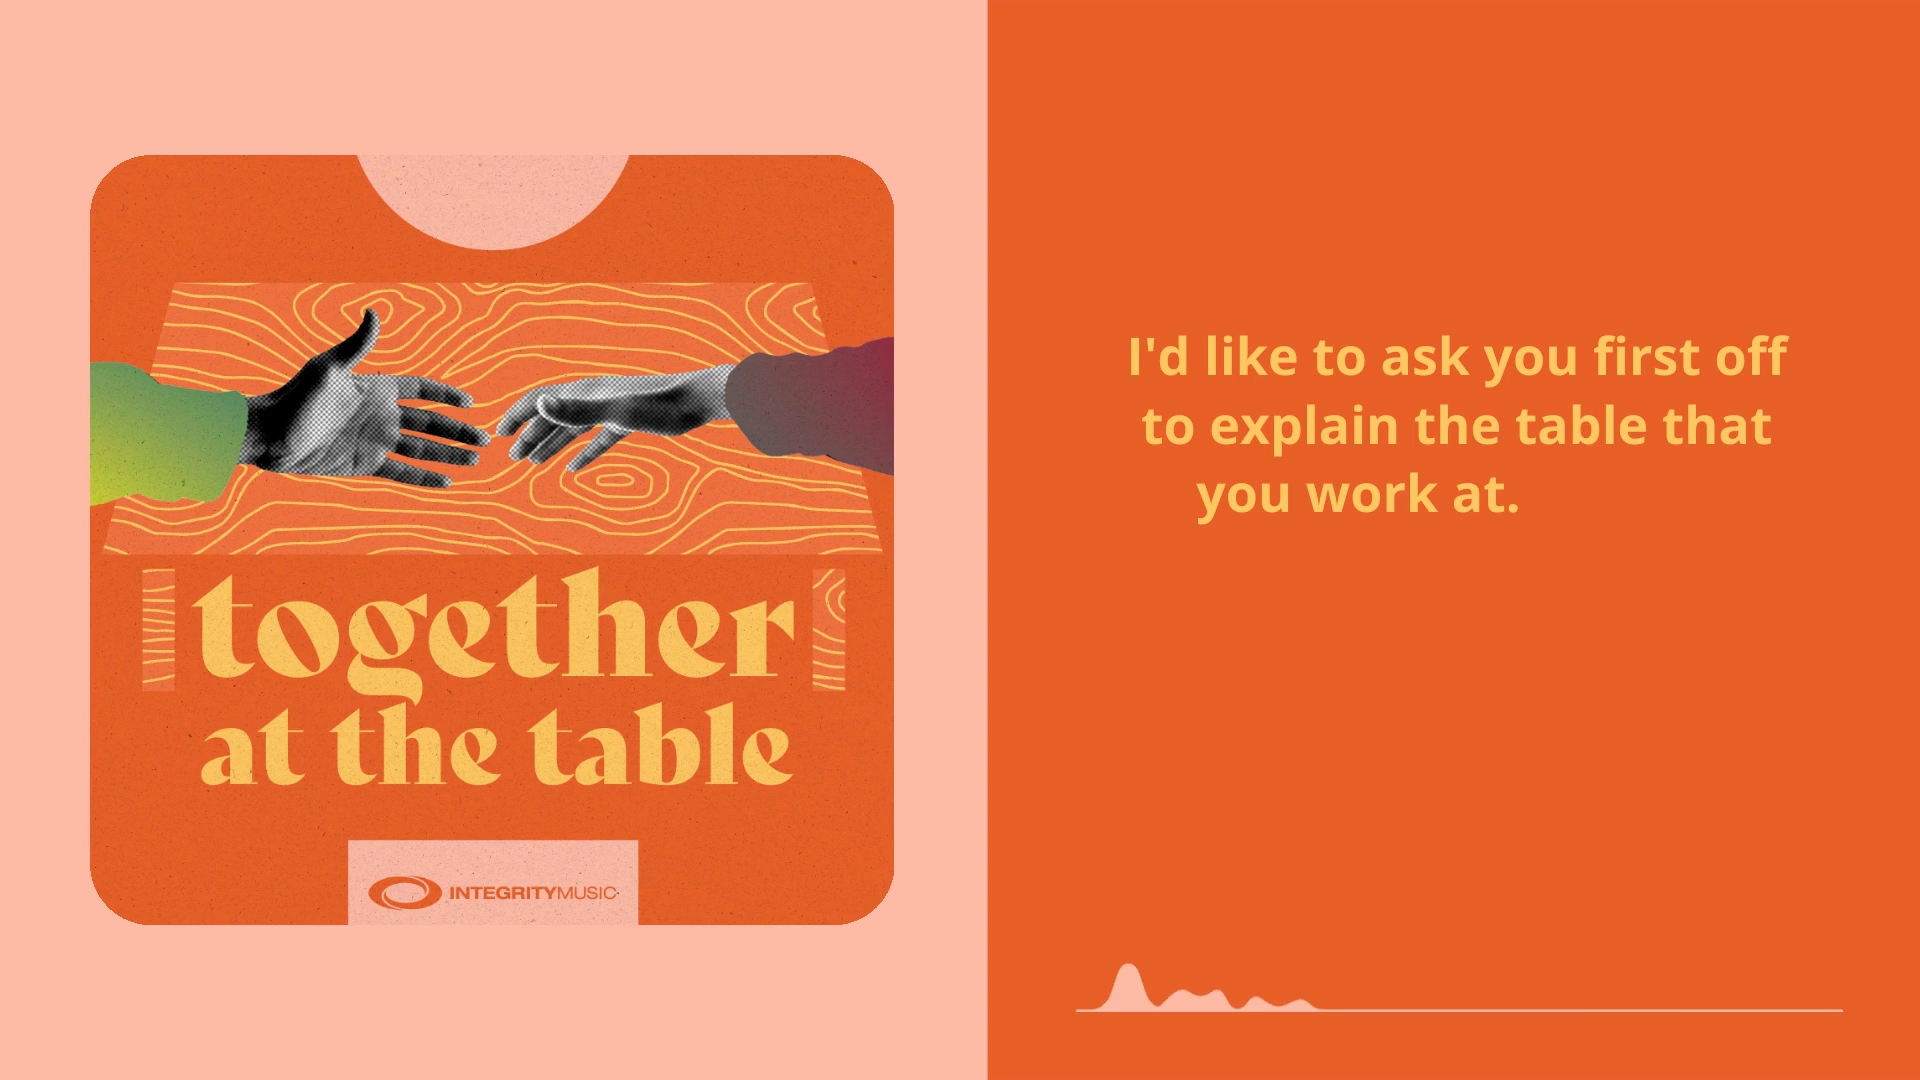 together
at the table
INTEGRITYMUSIC
I'd like to ask you first off
to explain the table that
you work at.